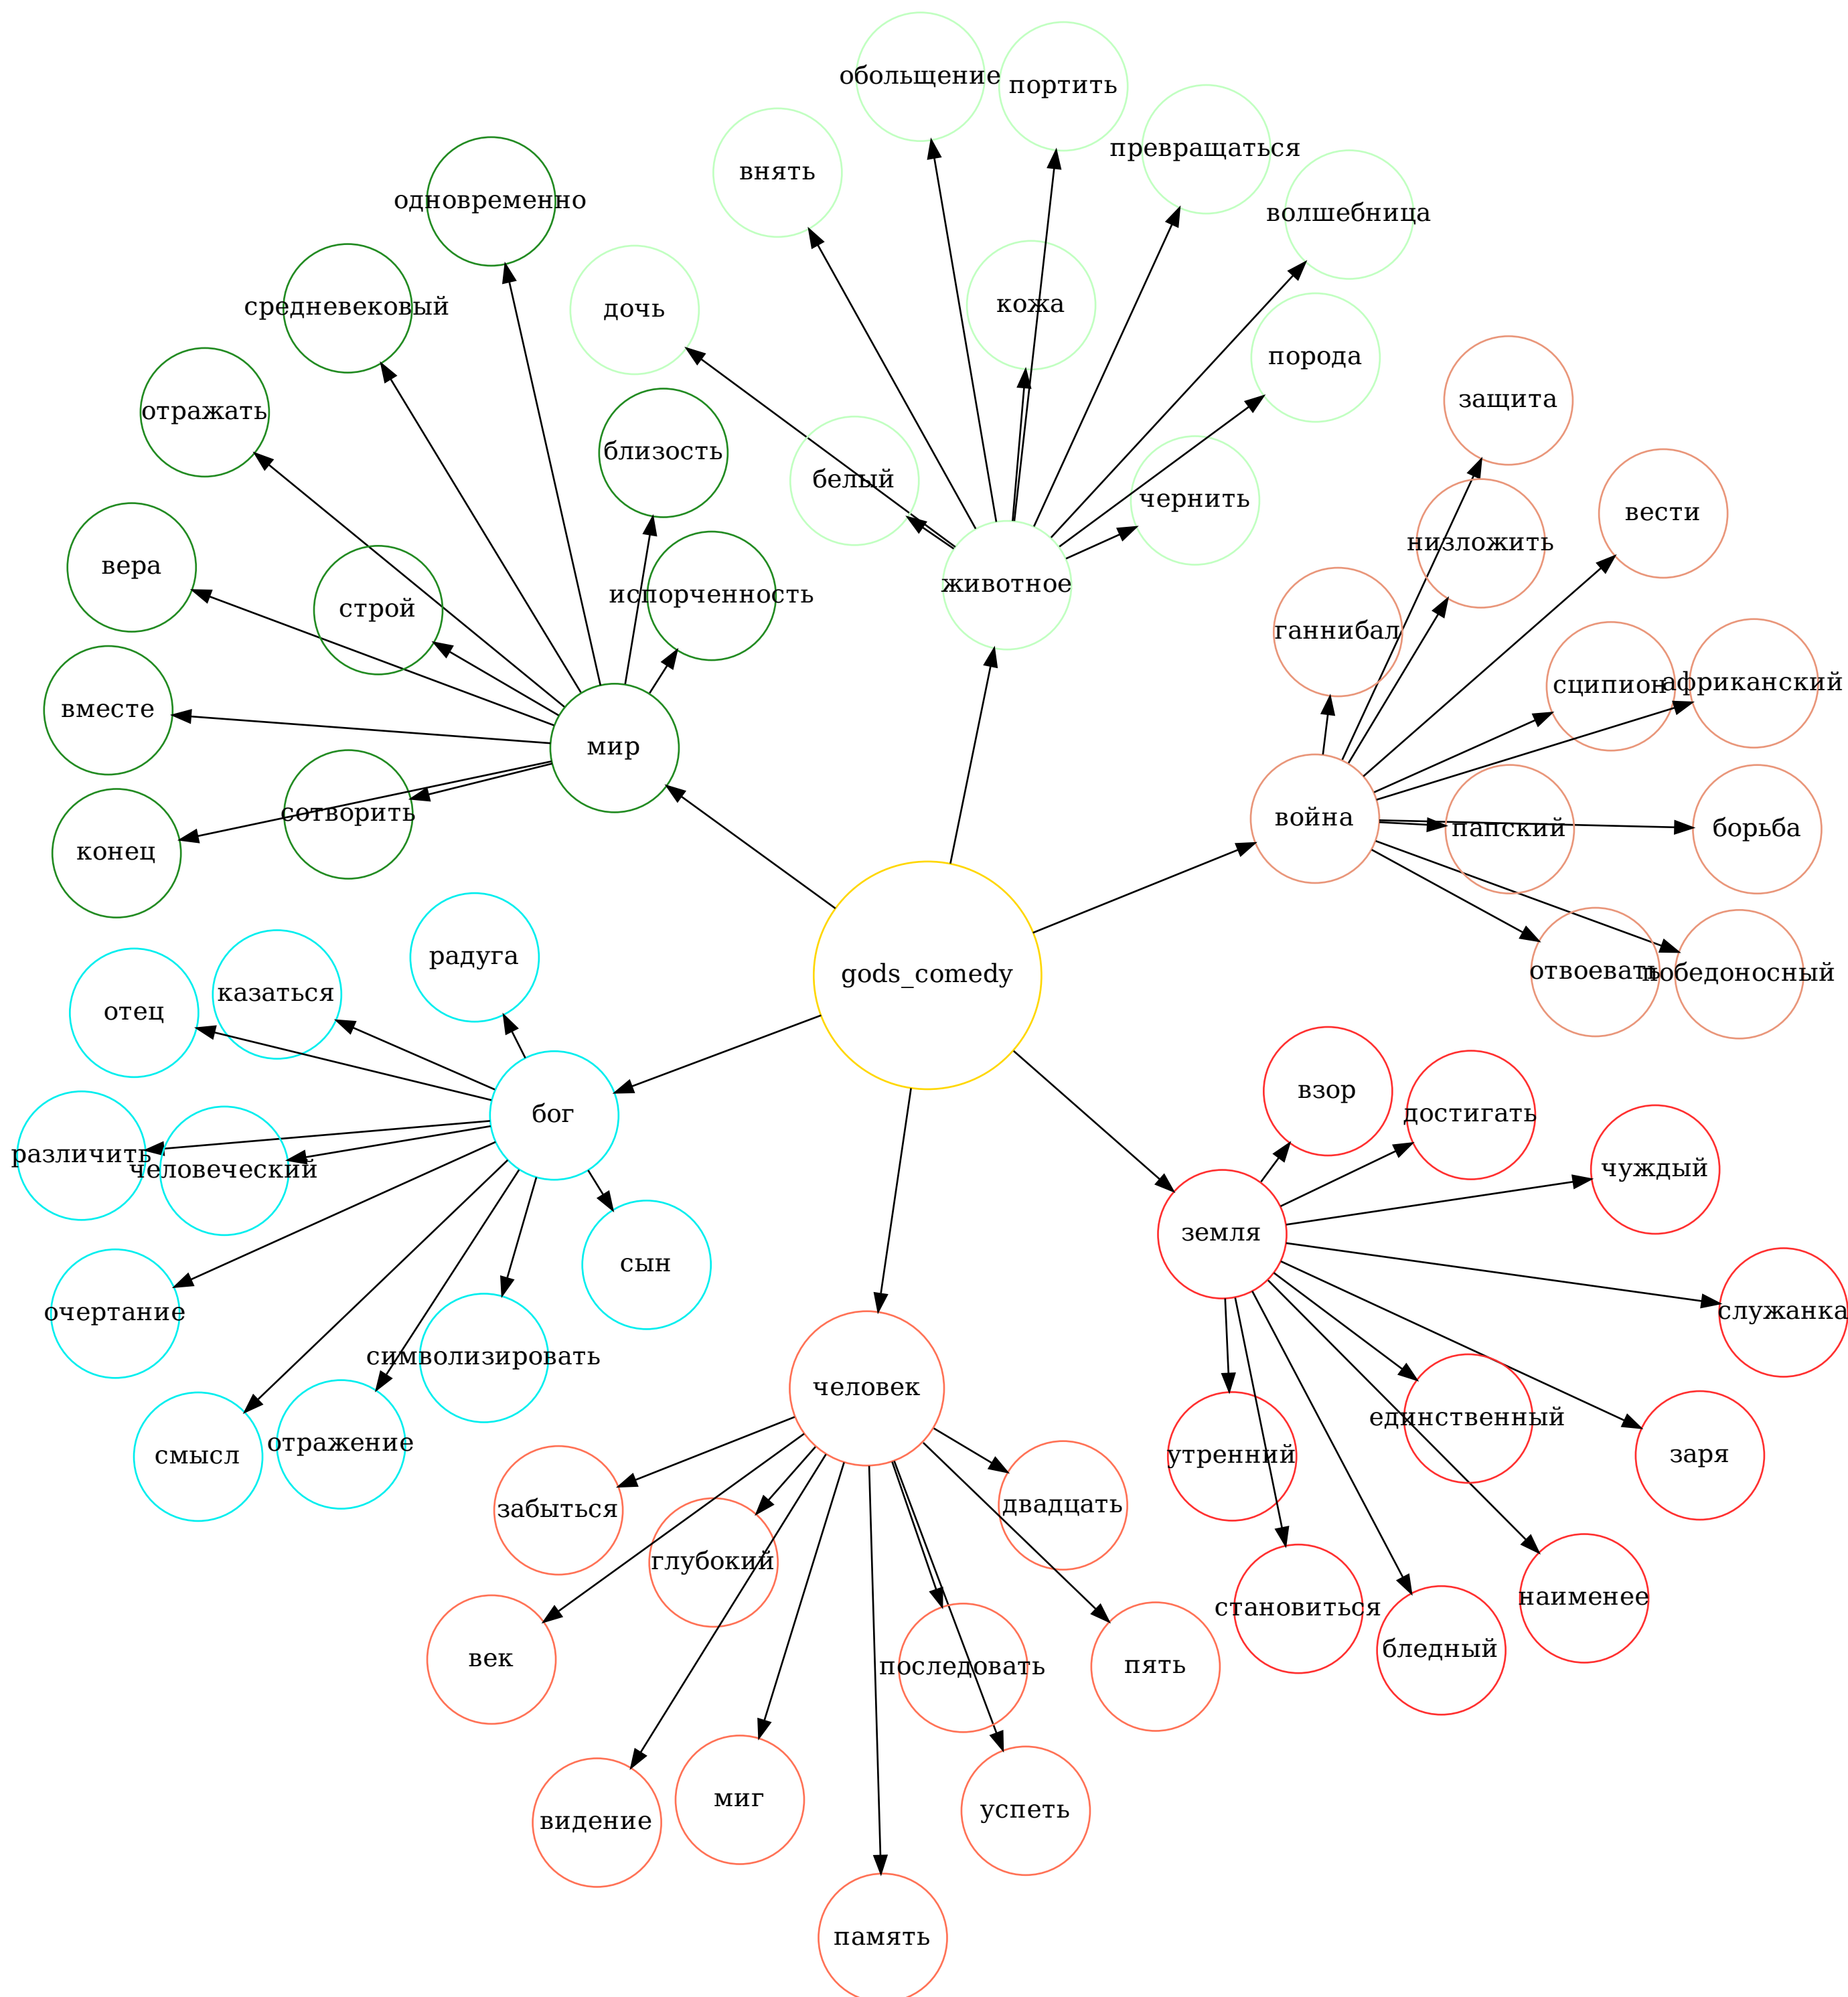 обольщение
портить
превращаться
внять
одновременно
волшебница
средневековый
дочь
кожа
порода
отражать
защита
близость
белый
чернить
вести
низложить
вера
животное
испорченность
строй
ганнибал
сципион
африканский
вместе
мир
сотворить
война
папский
борьба
конец
радуга
gods_comedy
отвоевать
победоносный
казаться
отец
взор
бог
достигать
различить
человеческий
чуждый
земля
сын
очертание
служанка
символизировать
человек
единственный
отражение
смысл
утренний
заря
забыться
двадцать
глубокий
наименее
становиться
век
последовать
пять
бледный
миг
успеть
видение
память